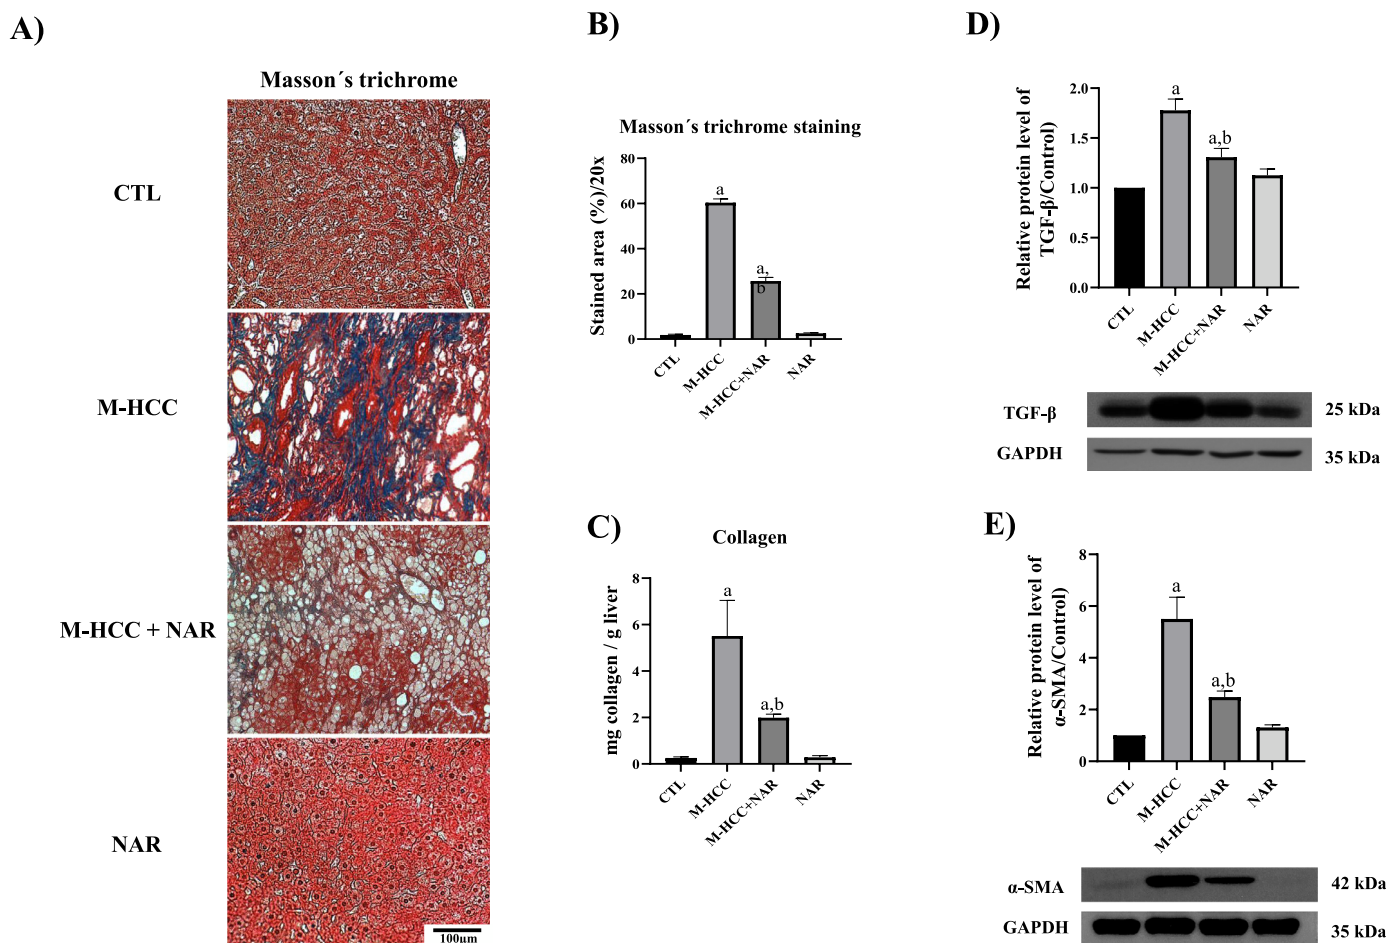 A)
Masson´s trichrome
CTL
M-HCC
M-HCC + NAR
NAR
100µm
B)
Masson´s trichrome staining
Stained area (%)/20x
80
60
40
20
0
a
a,
b
CTL
M-HCC
M-HCC+NAR
NAR
C)
Collagen
mg collagen / g liver
8
6
4
2
0
a
a,b
CTL
M-HCC
M-HCC+NAR
NAR
D)
Relative protein level of
TGF-β/Control)
2.0
1.5
1.0
0.5
0.0
a
a,b
CTL
M-HCC
M-HCC+NAR
NAR
TGF-β
25 kDa
GAPDH
35 kDa
E)
Relative protein level of
α-SMA/Control)
8
6
4
2
0
a
a,b
CTL
M-HCC
M-HCC+NAR
NAR
α-SMA
42 kDa
GAPDH
35 kDa